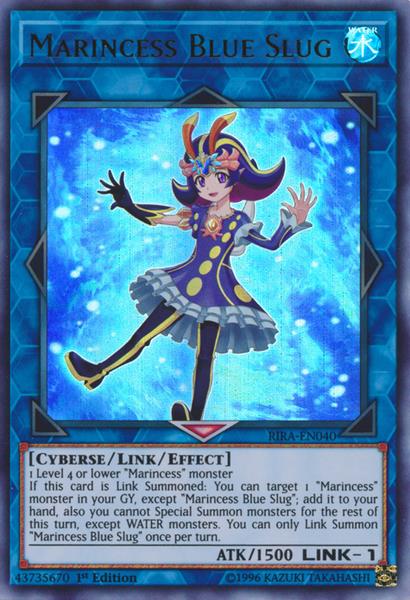 MARINCESS BLUE SLUG
WATER
水
RIRA-EN040
[CYBERSE/LINK/EFFECT]
1 Level 4 or lower "Marincess" monster
If this card is Link Summoned: You can target 1 "Marincess"
monster in your GY, except "Marincess Blue Slug"; add it to your
hand, also you cannot Special Summon monsters for the rest of
this turn, except WATER monsters. You can only Link Summon
"Marincess Blue Slug" once per turn.
ATK/1500 LINK-1
43735670 1st Edition ©1996 KAZUKI TAKAHASHI